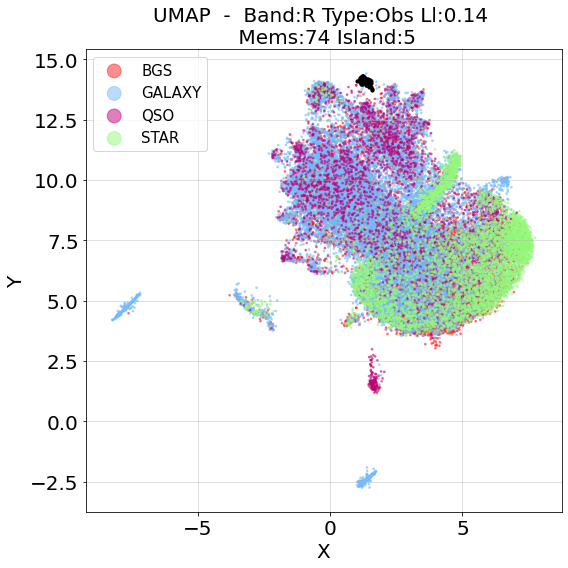 UMAP  -  Band:R Type:Obs Ll:0.14
Mems:74 Island:5
15.0
12.5
10.0
7.5
5.0
2.5
0.0
−2.5
Y
BGS
GALAXY
QSO
STAR
−5
0
5
X